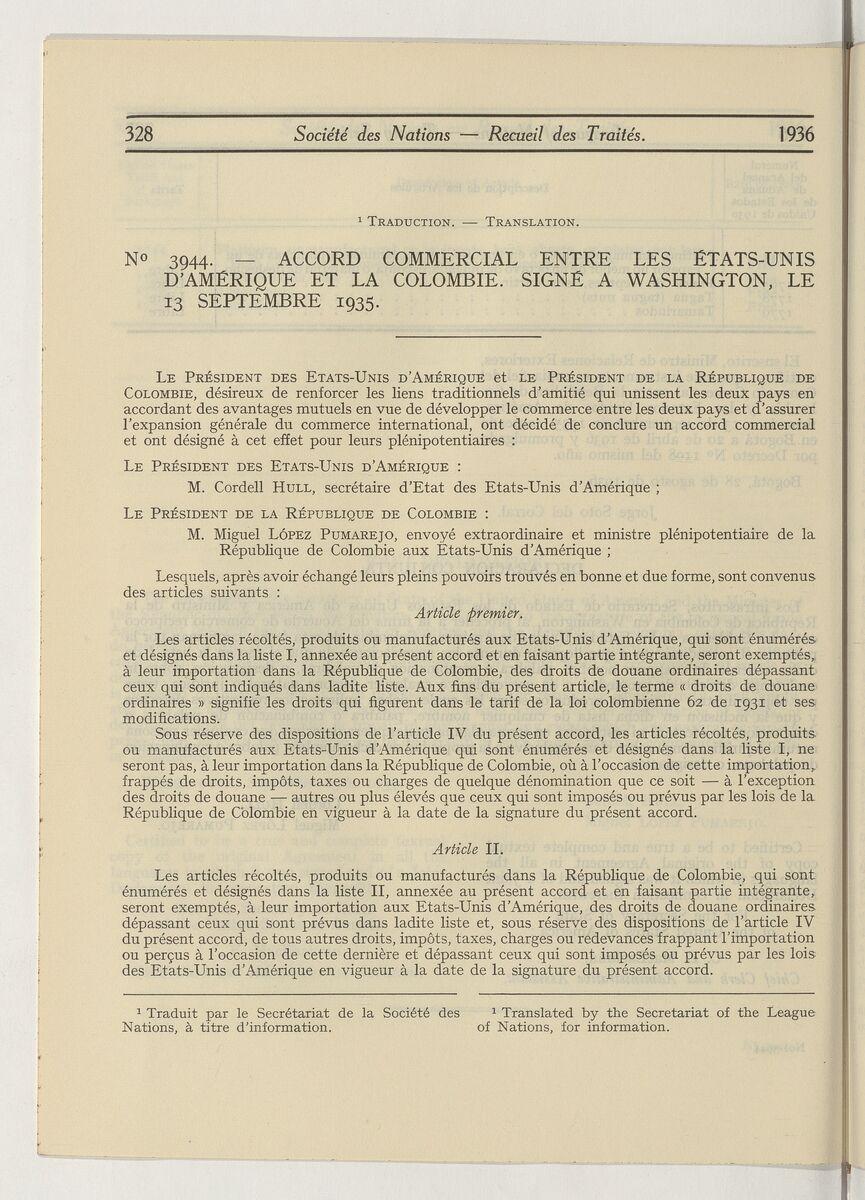 328 Société des Nations — Recueil des Traités. 1936
¹ TRADUCTION. — TRANSLATION.
Nº 3944. — ACCORD COMMERCIAL ENTRE LES ÉTATS-UNIS
D'AMÉRIQUE ET LA COLOMBIE. SIGNÉ A WASHINGTON, LE
13 SEPTEMBRE 1935.
LE PRÉSIDENT DES ETATS-UNIS D'AMÉRIQUE et LE PRÉSIDENT DE LA RÉPUBLIQUE DE
COLOMBIE, désireux de renforcer les liens traditionnels d'amitié qui unissent les deux pays en
accordant des avantages mutuels en vue de développer le commerce entre les deux pays et d'assurer
l'expansion générale du commerce international, ont décidé de conclure un accord commercial
et ont désigné à cet effet pour leurs plénipotentiaires :
LE PRÉSIDENT DES ETATS-UNIS D'AMÉRIQUE :
M. Cordell HULL, secrétaire d'Etat des Etats-Unis d'Amérique ;
LE PRÉSIDENT DE LA RÉPUBLIQUE DE COLOMBIE :
M. Miguel LÓPEZ PUMAREJO, envoyé extraordinaire et ministre plénipotentiaire de la
République de Colombie aux Etats-Unis d'Amérique ;
Lesquels, après avoir échangé leurs pleins pouvoirs trouvés en bonne et due forme, sont convenus
des articles suivants :
Article premier.
Les articles récoltés, produits ou manufacturés aux Etats-Unis d'Amérique, qui sont énumérés
et désignés dans la liste I, annexée au présent accord et en faisant partie intégrante, seront exemptés,
à leur importation dans la République de Colombie, des droits de douane ordinaires dépassant
ceux qui sont indiqués dans ladite liste. Aux fins du présent article, le terme « droits de douane
ordinaires » signifie les droits qui figurent dans le tarif de la loi colombienne 62 de 1931 et ses
modifications.
Sous réserve des dispositions de l'article IV du présent accord, les articles récoltés, produits
ou manufacturés aux Etats-Unis d'Amérique qui sont énumérés et désignés dans la liste I, ne
seront pas, à leur importation dans la République de Colombie, où à l'occasion de cette importation,
frappés de droits, impôts, taxes ou charges de quelque dénomination que ce soit — à l'exception
des droits de douane — autres ou plus élevés que ceux qui sont imposés ou prévus par les lois de la
République de Colombie en vigueur à la date de la signature du présent accord.
Article II.
Les articles récoltés, produits ou manufacturés dans la République de Colombie, qui sont
énumérés et désignés dans la liste II, annexée au présent accord et en faisant partie intégrante,
seront exemptés, à leur importation aux Etats-Unis d'Amérique, des droits de douane ordinaires
dépassant ceux qui sont prévus dans ladite liste et, sous réserve des dispositions de l'article IV
du présent accord, de tous autres droits, impôts, taxes, charges ou redevances frappant l'importation
ou perçus à l'occasion de cette dernière et dépassant ceux qui sont imposés ou prévus par les lois
des Etats-Unis d'Amérique en vigueur à la date de la signature du présent accord.
¹ Traduit par le Secrétariat de la Société des
Nations, à titre d'information.
¹ Translated by the Secretariat of the League
of Nations, for information.